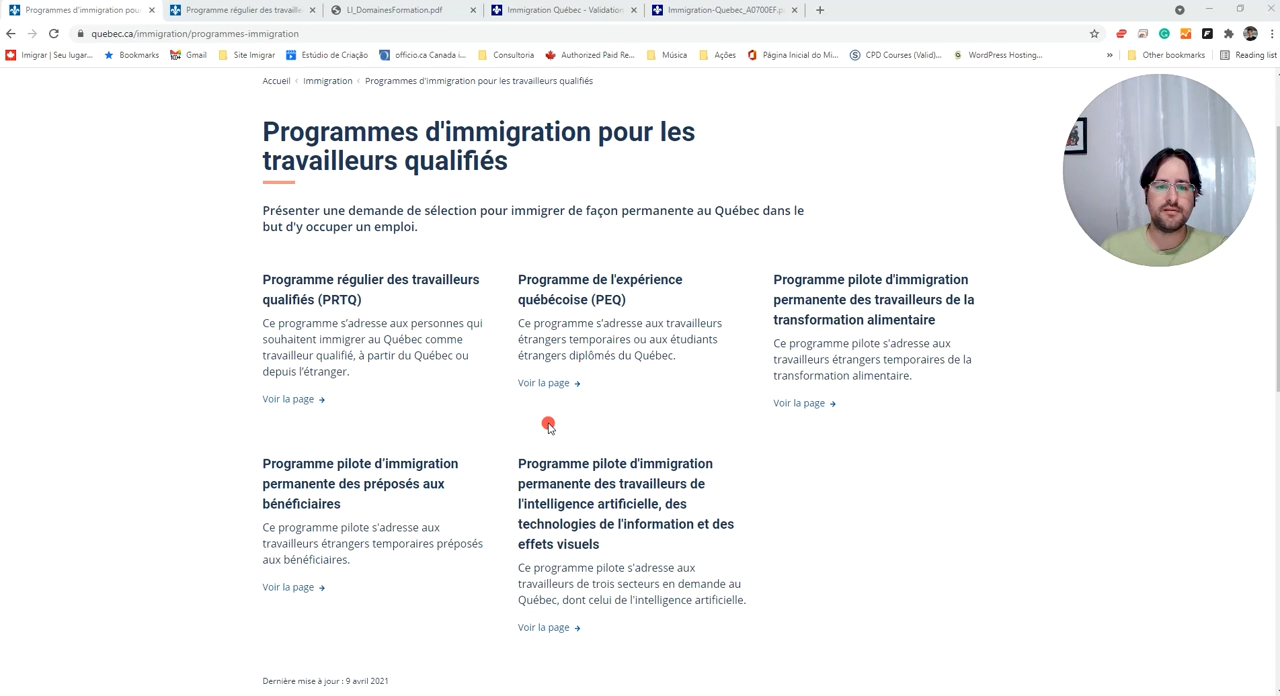 Programmes d'immigration pour
Programme régulier des travaille
LI_DomainesFormation.pdf
Immigration Québec - Validation
Immigration-Quebec_A0700EF.p
quebec.ca/immigration/programmes-immigration
Imigrar | Seu lugar...
Bookmarks
Gmail
Site Imigrar
Estúdio de Criação
officio.ca Canada i...
Consultoria
Authorized Paid Re...
Música
Ações
Página Inicial do Mi...
CPD Courses (Valid)...
WordPress Hosting...
»
Other bookmarks
Reading list
Accueil < Immigration < Programmes d'immigration pour les travailleurs qualifiés
Programmes d'immigration pour les
travailleurs qualifiés
Présenter une demande de sélection pour immigrer de façon permanente au Québec dans le
but d'y occuper un emploi.
Programme régulier des travailleurs
qualifiés (PRTQ)
Ce programme s’adresse aux personnes qui
souhaitent immigrer au Québec comme
travailleur qualifié, à partir du Québec ou
depuis l’étranger.
Voir la page →
Programme de l'expérience
québécoise (PEQ)
Ce programme s’adresse aux travailleurs
étrangers temporaires ou aux étudiants
étrangers diplômés du Québec.
Voir la page →
Programme pilote d'immigration
permanente des travailleurs de la
transformation alimentaire
Ce programme pilote s'adresse aux
travailleurs étrangers temporaires de la
transformation alimentaire.
Voir la page →
Programme pilote d’immigration
permanente des préposés aux
bénéficiaires
Ce programme pilote s'adresse aux
travailleurs étrangers temporaires préposés
aux bénéficiaires.
Voir la page →
Programme pilote d'immigration
permanente des travailleurs de
l'intelligence artificielle, des
technologies de l'information et des
effets visuels
Ce programme pilote s'adresse aux
travailleurs de trois secteurs en demande au
Québec, dont celui de l'intelligence artificielle.
Voir la page →
Dernière mise à jour : 9 avril 2021